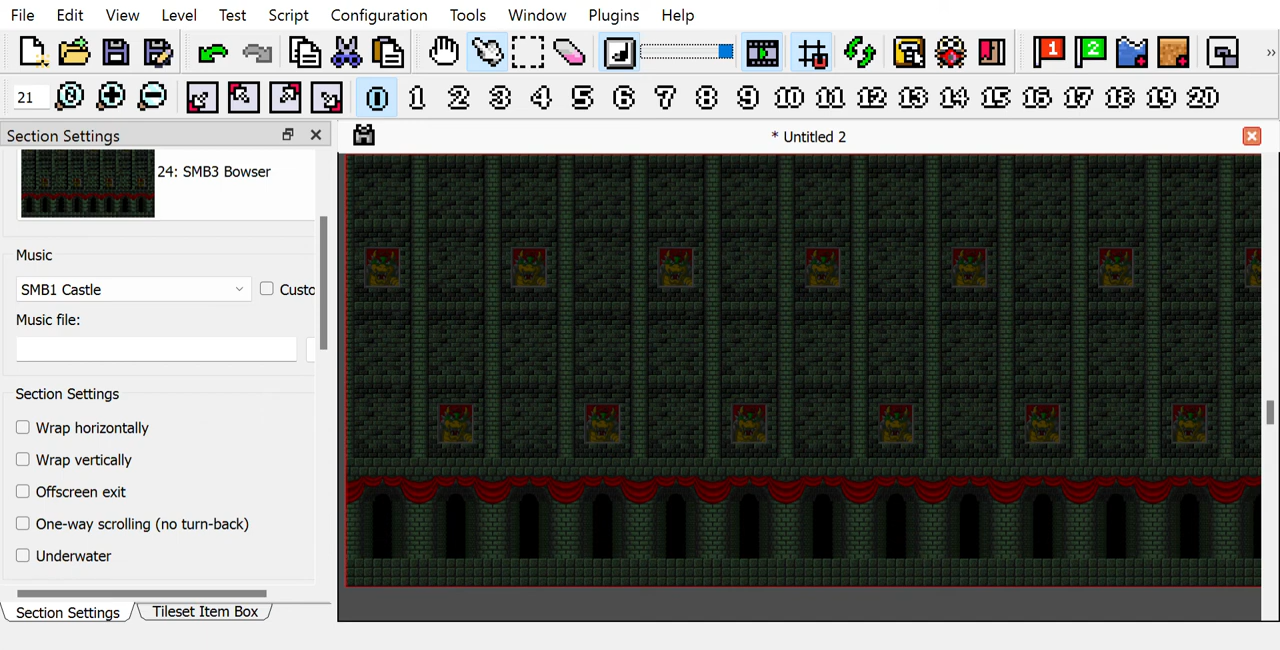 File Edit View Level Test Script Configuration Tools Window Plugins Help
1 2 »
21 0 0 1 2 3 4 5 6 7 8 9 10 11 12 13 14 15 16 17 18 19 20
Section Settings
* Untitled 2
24: SMB3 Bowser
Music
SMB1 Castle
Custo
Music file:
Section Settings
Wrap horizontally
Wrap vertically
Offscreen exit
One-way scrolling (no turn-back)
Underwater
Section Settings Tileset Item Box